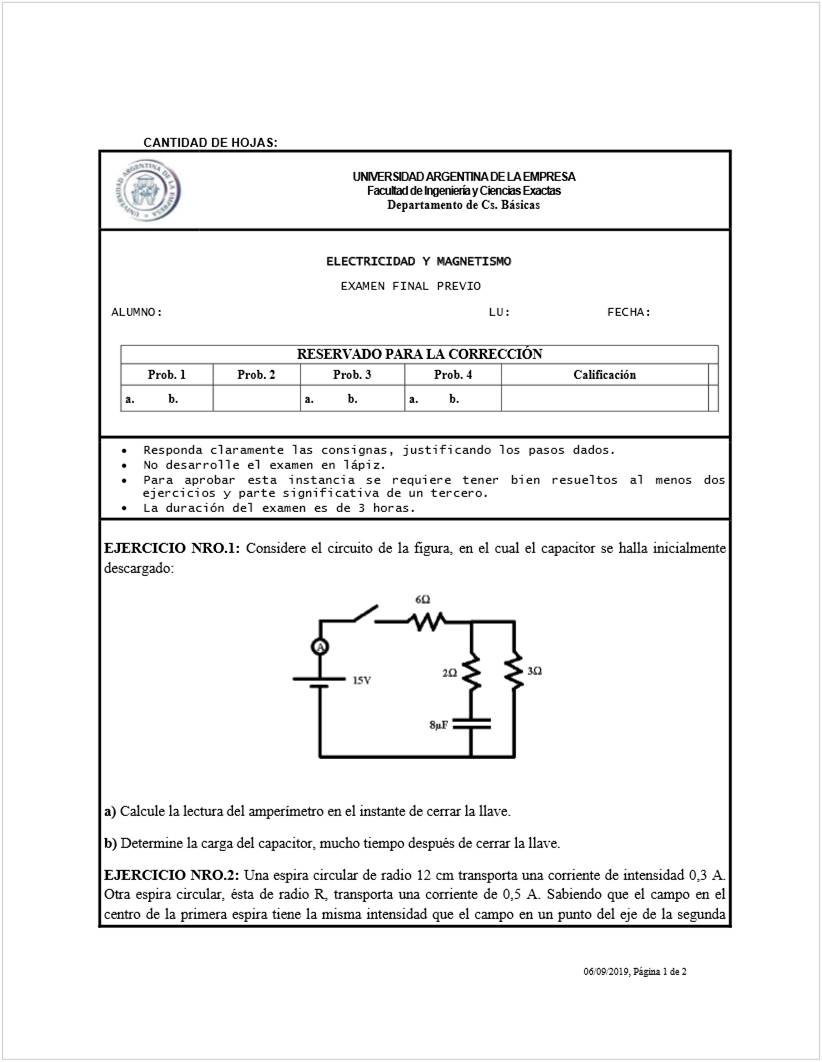 CANTIDAD DE HOJAS:
UNIVERSIDAD ARGENTINA DE LA EMPRESA
UNIVERSIDAD ARGENTINA DE LA EMPRESA
Facultad de Ingeniería y Ciencias Exactas
Departamento de Cs. Básicas
ELECTRICIDAD Y MAGNETISMO
EXAMEN FINAL PREVIO
ALUMNO: LU: FECHA:
RESERVADO PARA LA CORRECCIÓN
Prob. 1 Prob. 2 Prob. 3 Prob. 4 Calificación
a. b. a. b. a. b.
• Responda claramente las consignas, justificando los pasos dados.
• No desarrolle el examen en lápiz.
• Para aprobar esta instancia se requiere tener bien resueltos al menos dos
ejercicios y parte significativa de un tercero.
• La duración del examen es de 3 horas.
EJERCICIO NRO.1: Considere el circuito de la figura, en el cual el capacitor se halla inicialmente
descargado:
6Ω
A
15V
2Ω
3Ω
8μF
a) Calcule la lectura del amperímetro en el instante de cerrar la llave.
b) Determine la carga del capacitor, mucho tiempo después de cerrar la llave.
EJERCICIO NRO.2: Una espira circular de radio 12 cm transporta una corriente de intensidad 0,3 A.
Otra espira circular, ésta de radio R, transporta una corriente de 0,5 A. Sabiendo que el campo en el
centro de la primera espira tiene la misma intensidad que el campo en un punto del eje de la segunda
06/09/2019, Página 1 de 2